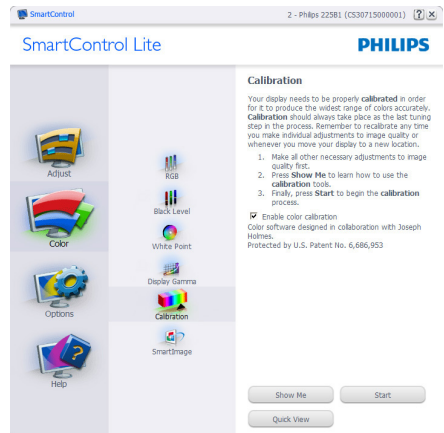 SmartControl
2 - Philips 225B1 (CS30715000001)
SmartControl Lite
PHILIPS
Adjust
Color
Options
Help
RGB
Black Level
White Point
Display Gamma
Calibration
SmartImage
Calibration
Your display needs to be properly calibrated in order
for it to produce the widest range of colors accurately.
Calibration should always take place as the last tuning
step in the process. Remember to recalibrate any time
you make individual adjustments to image quality or
whenever you move your display to a new location.
1. Make all other necessary adjustments to image
quality first.
2. Press Show Me to learn how to use the
calibration tools.
3. Finally, press Start to begin the calibration
process.
Enable color calibration
Color software designed in collaboration with Joseph
Holmes.
Protected by U.S. Patent No. 6,686,953
Show Me
Start
Quick View